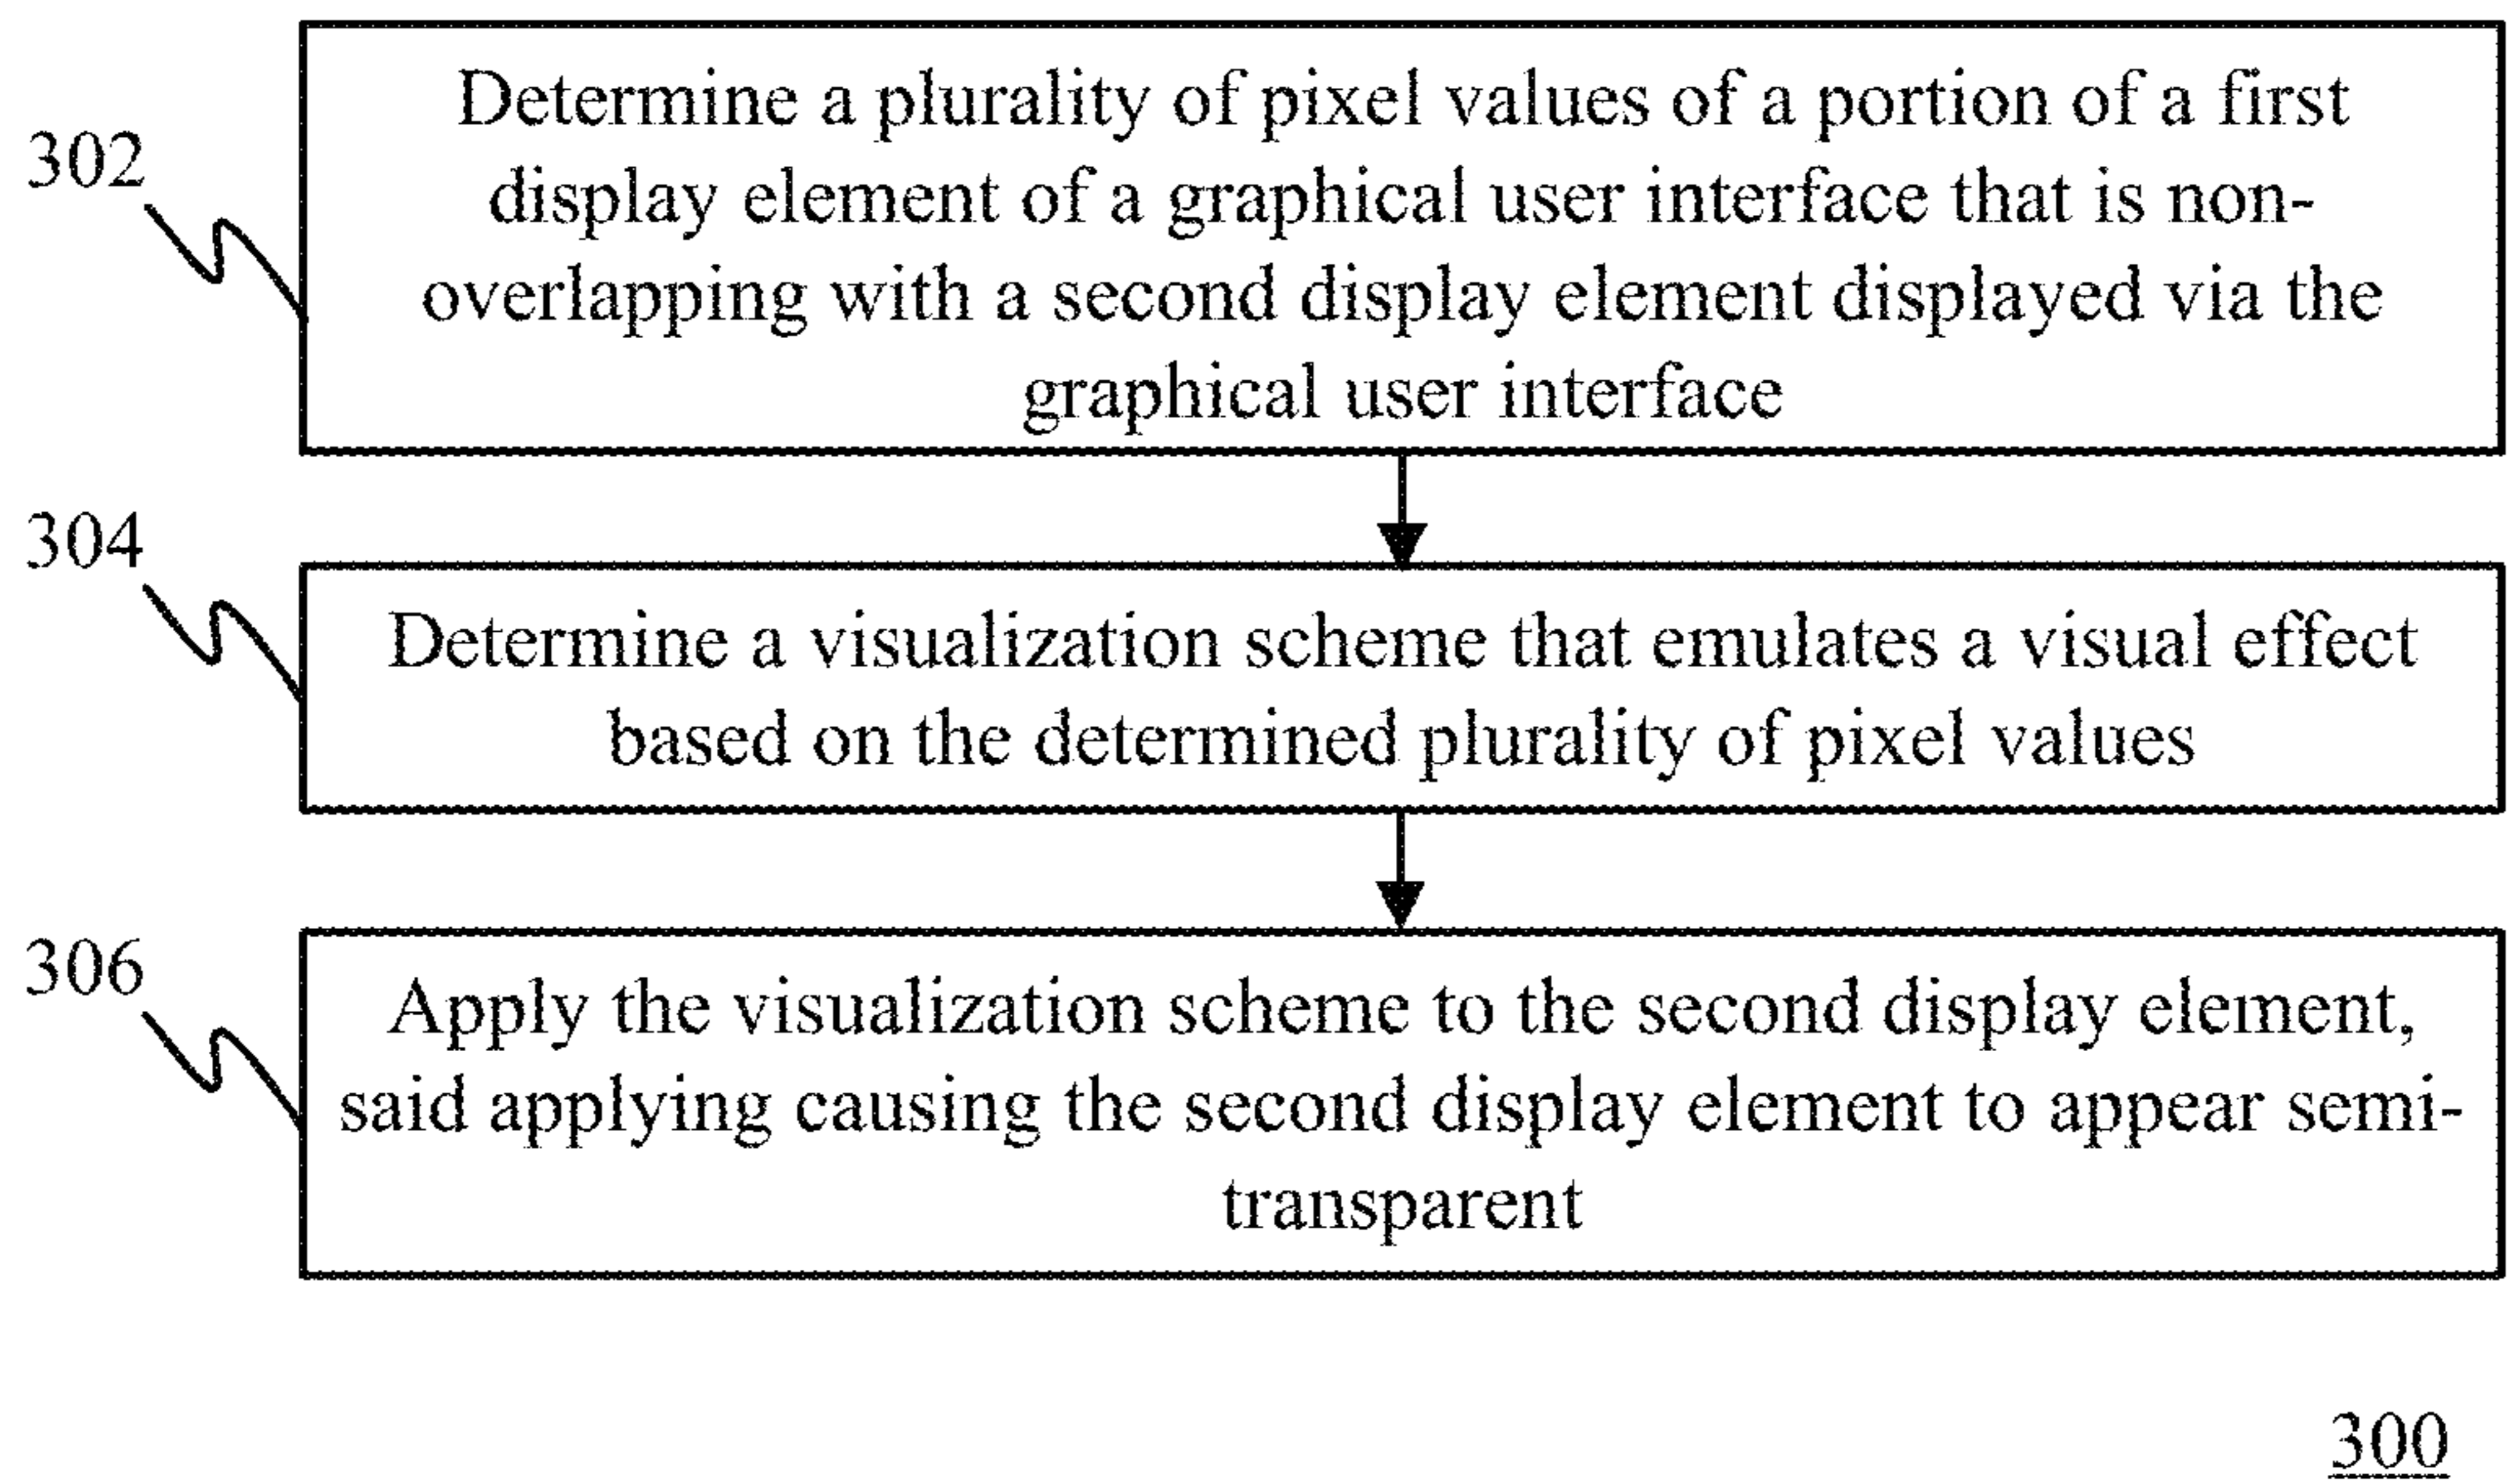 302
Determine a plurality of pixel values of a portion of a first
display element of a graphical user interface that is non-
overlapping with a second display element displayed via the
graphical user interface
304
Determine a visualization scheme that emulates a visual effect
based on the determined plurality of pixel values
306
Apply the visualization scheme to the second display element,
said applying causing the second display element to appear semi-
transparent
300